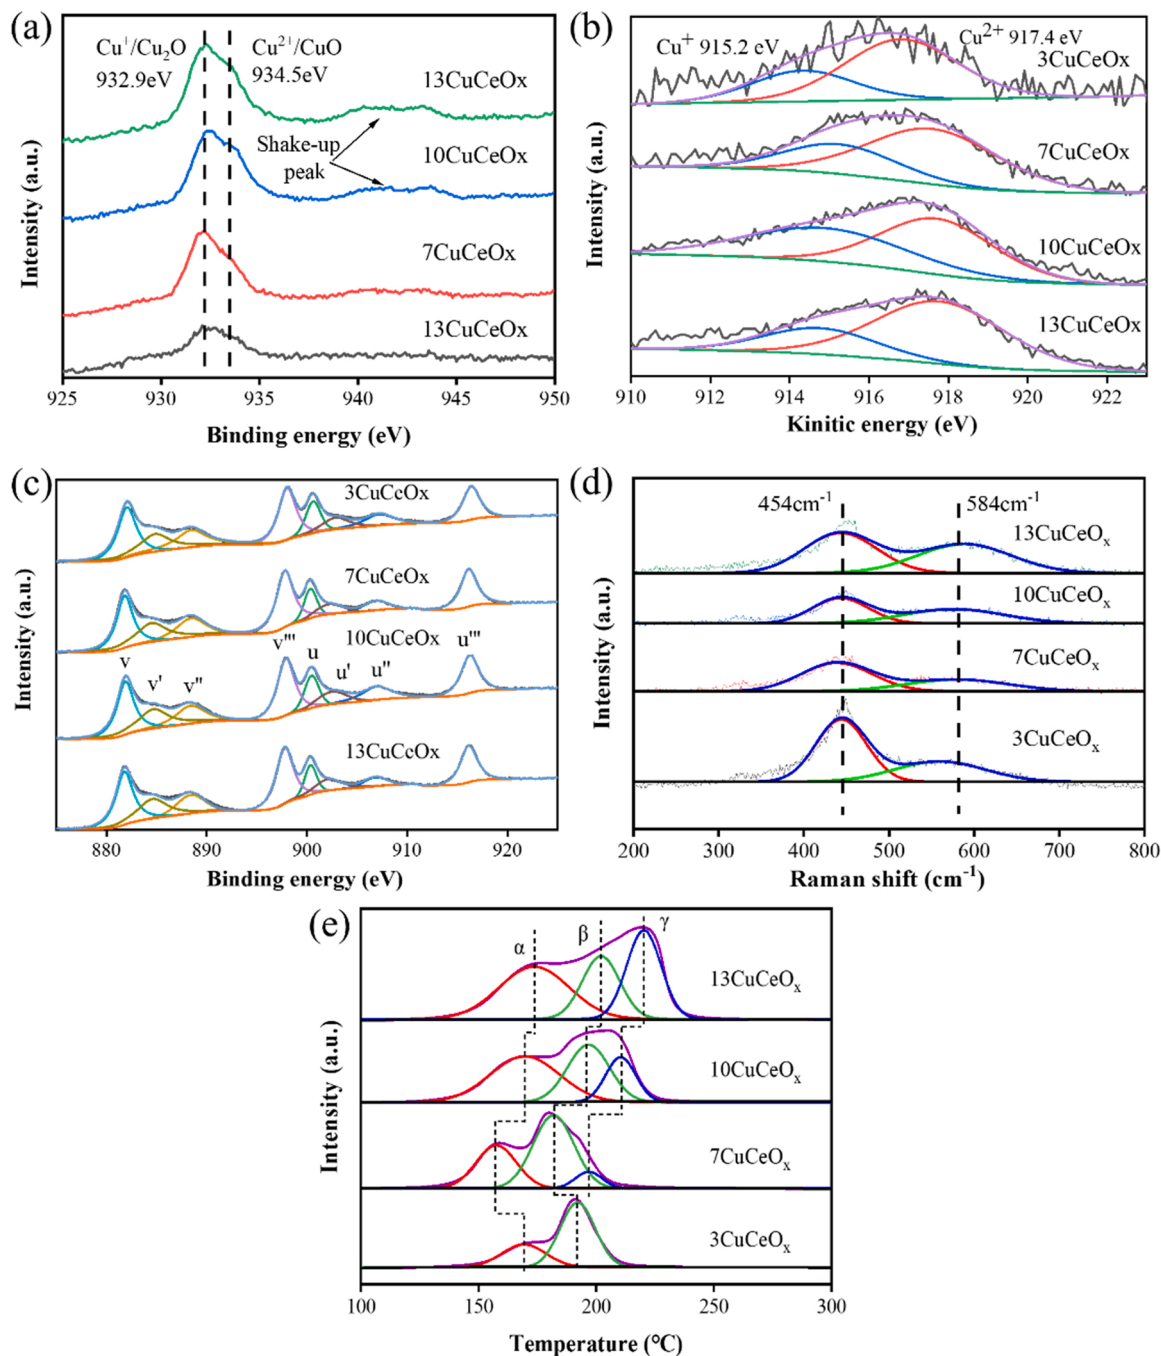 (a)
Cu⁺/Cu₂O
932.9eV
Cu²⁺/CuO
934.5eV
13CuCeOx
Shake-up
peak
10CuCeOx
7CuCeOx
13CuCeOx
Intensity (a.u.)
925 930 935 940 945 950
Binding energy (eV)
(b)
Cu⁺ 915.2 eV
Cu²⁺ 917.4 eV
3CuCeOx
7CuCeOx
10CuCeOx
13CuCeOx
Intensity (a.u.)
910 912 914 916 918 920 922
Kinitic energy (eV)
(c)
3CuCeOx
7CuCeOx
10CuCeOx
v v' v'' v''' u u' u'' u'''
13CuCeOx
Intensity (a.u.)
880 890 900 910 920
Binding energy (eV)
(d)
454cm⁻¹
584cm⁻¹
13CuCeOₓ
10CuCeOₓ
7CuCeOₓ
3CuCeOₓ
Intensity (a.u.)
200 300 400 500 600 700 800
Raman shift (cm⁻¹)
(e)
α β γ
13CuCeOₓ
10CuCeOₓ
7CuCeOₓ
3CuCeOₓ
Intensity (a.u.)
100 150 200 250 300
Temperature (℃)